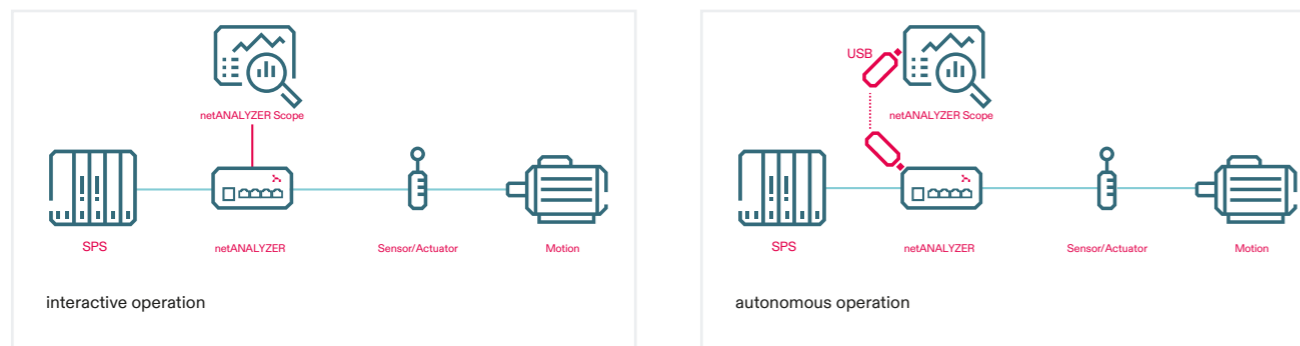 netANALYZER Scope
SPS
netANALYZER
Sensor/Actuator
Motion
interactive operation
USB
netANALYZER Scope
SPS
netANALYZER
Sensor/Actuator
Motion
autonomous operation